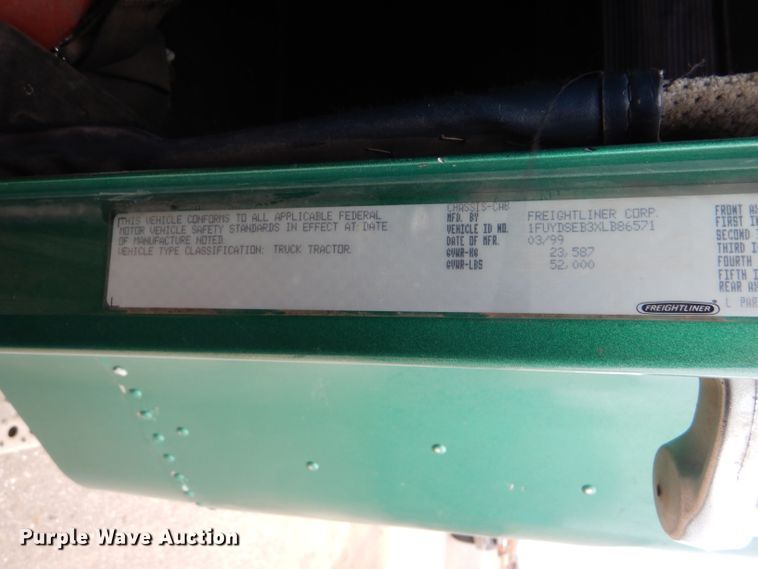 THIS VEHICLE CONFORMS TO ALL APPLICABLE FEDERAL
MOTOR VEHICLE SAFETY STANDARDS IN EFFECT AT DATE
OF MANUFACTURE NOTED.
VEHICLE TYPE CLASSIFICATION: TRUCK TRACTOR
CHASSIS-CAB
MFD. BY FREIGHTLINER CORP.
VEHICLE ID NO. 1FUYDSEB3XLB86571
DATE OF MFR. 03/99
GVWR-KG 23,587
GVWR-LBS 52,000
FRONT AX
FIRST IN
SECOND I
THIRD IN
FOURTH
FIFTH I
REAR AX
L PAR
FREIGHTLINER
Purple Wave Auction